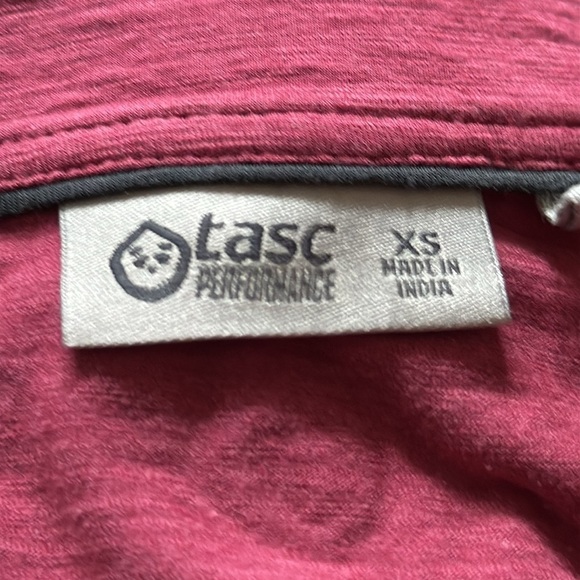 tasc
PERFORMANCE
XS
MADE IN
INDIA